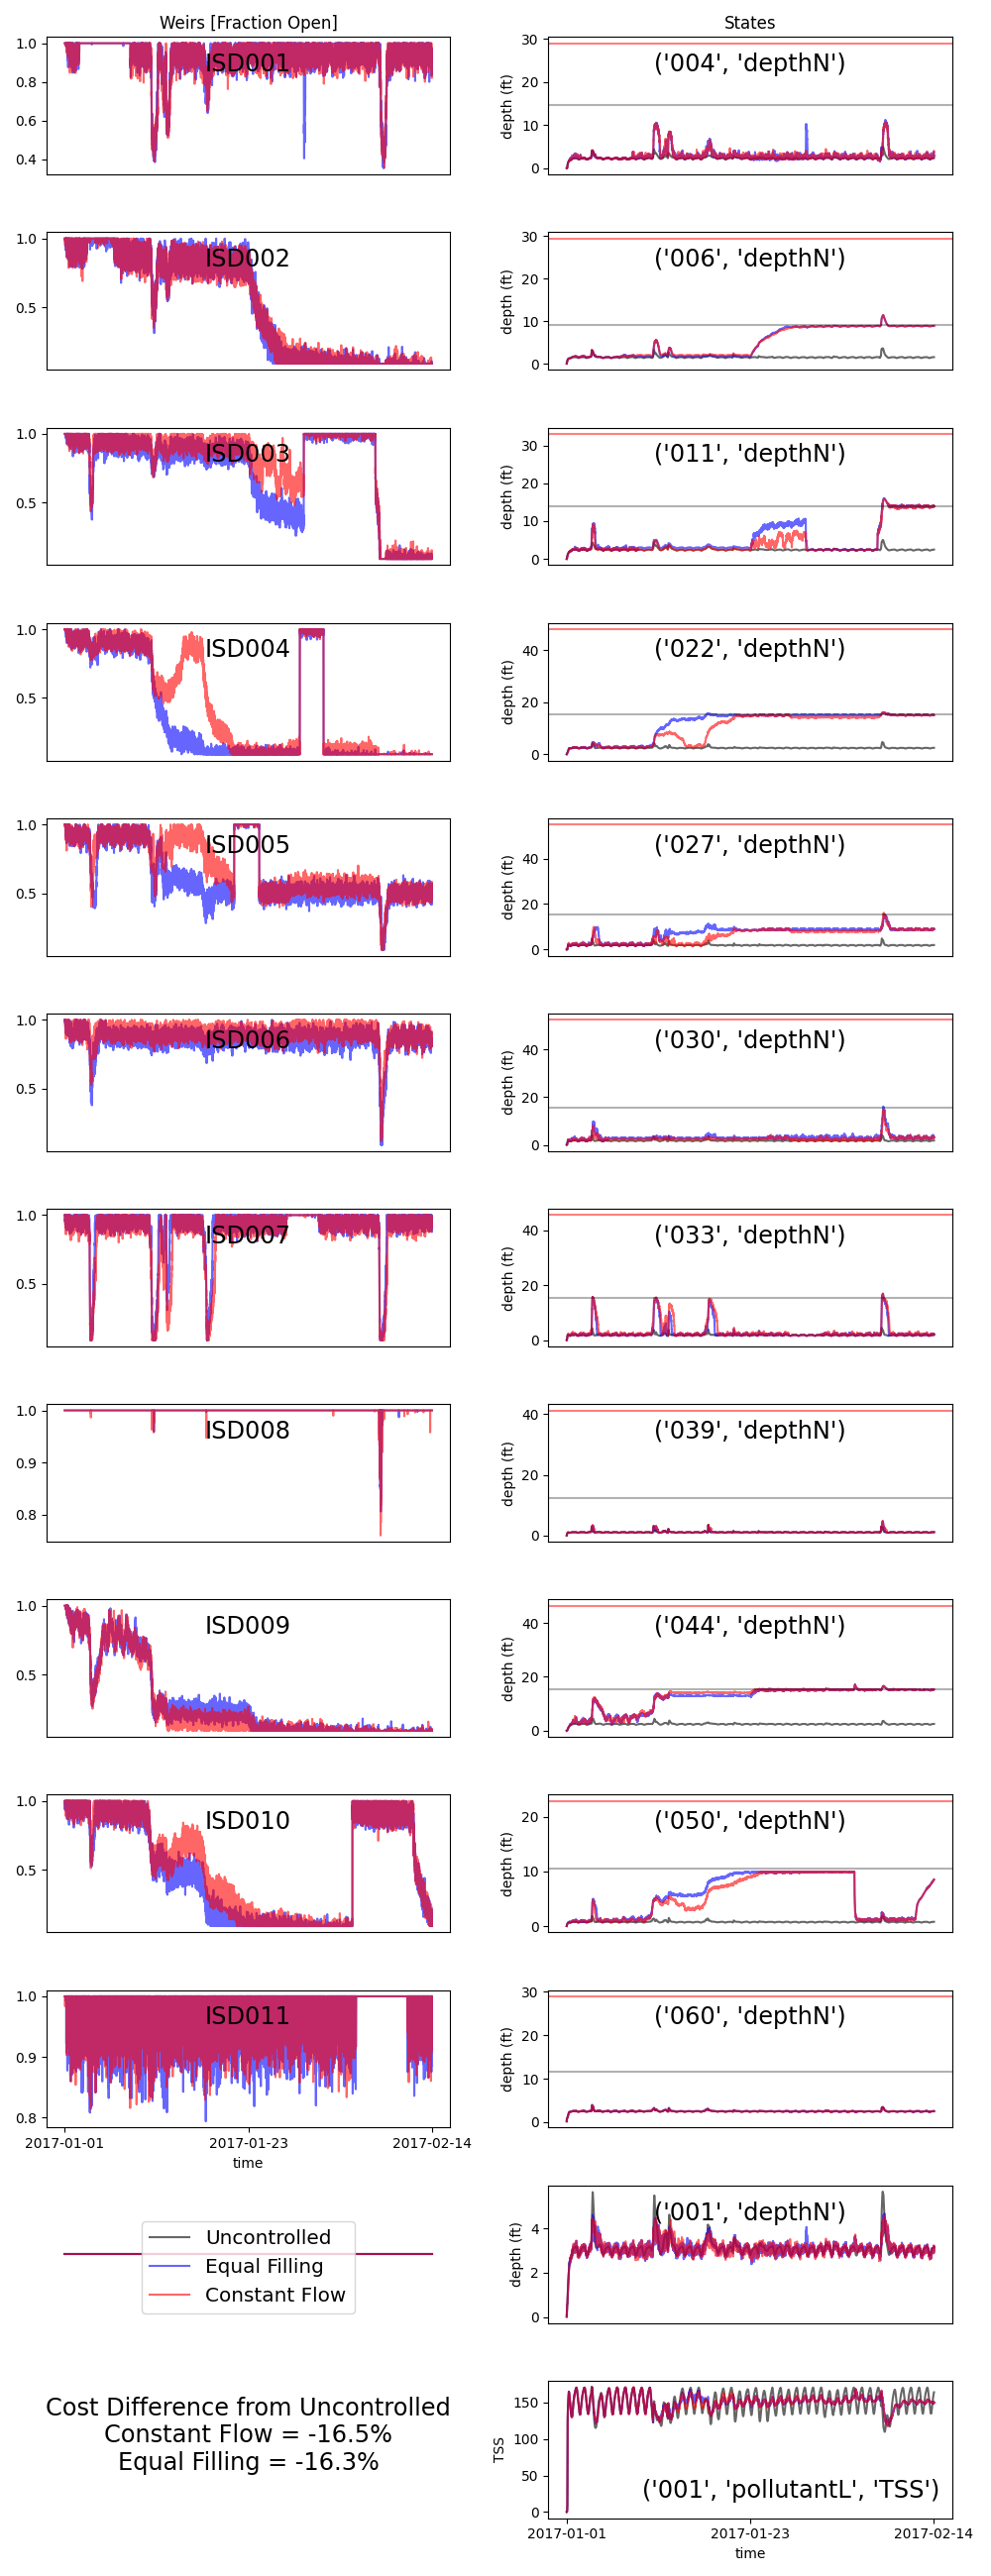 Weirs [Fraction Open]
States
1.0
0.8
0.6
0.4
ISD001
30
20
10
0
depth (ft)
('004', 'depthN')
1.0
0.5
ISD002
30
20
10
0
depth (ft)
('006', 'depthN')
1.0
0.5
ISD003
30
20
10
0
depth (ft)
('011', 'depthN')
1.0
0.5
ISD004
40
20
0
depth (ft)
('022', 'depthN')
1.0
0.5
ISD005
40
20
0
depth (ft)
('027', 'depthN')
1.0
0.5
ISD006
40
20
0
depth (ft)
('030', 'depthN')
1.0
0.5
ISD007
40
20
0
depth (ft)
('033', 'depthN')
1.0
0.9
0.8
ISD008
40
20
0
depth (ft)
('039', 'depthN')
1.0
0.5
ISD009
40
20
0
depth (ft)
('044', 'depthN')
1.0
0.5
ISD010
20
10
0
depth (ft)
('050', 'depthN')
1.0
0.9
0.8
ISD011
2017-01-01
2017-01-23
2017-02-14
time
30
20
10
0
depth (ft)
('060', 'depthN')
Uncontrolled
Equal Filling
Constant Flow
4
2
0
depth (ft)
('001', 'depthN')
Cost Difference from Uncontrolled
Constant Flow = -16.5%
Equal Filling = -16.3%
150
100
50
0
TSS
('001', 'pollutantL', 'TSS')
2017-01-01
2017-01-23
2017-02-14
time